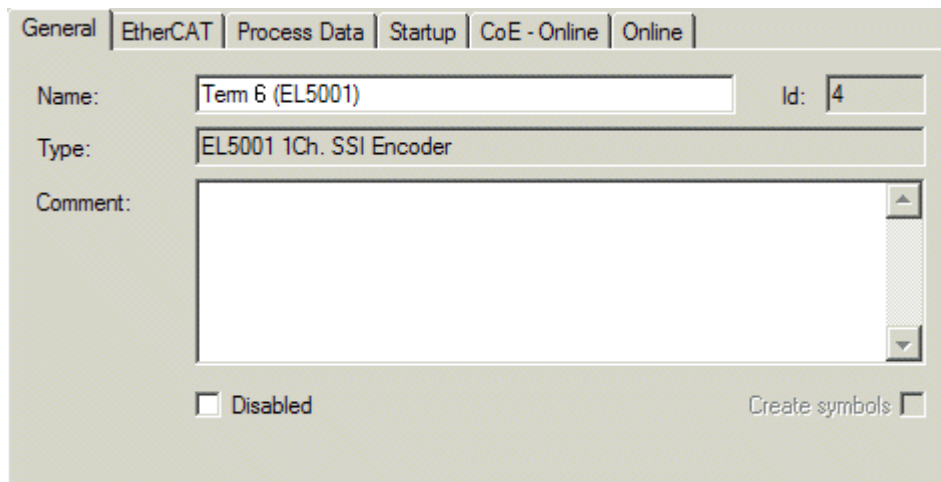 General EtherCAT Process Data Startup CoE - Online Online
Name: Term 6 (EL5001) Id: 4
Type: EL5001 1Ch. SSI Encoder
Comment:
Disabled Create symbols